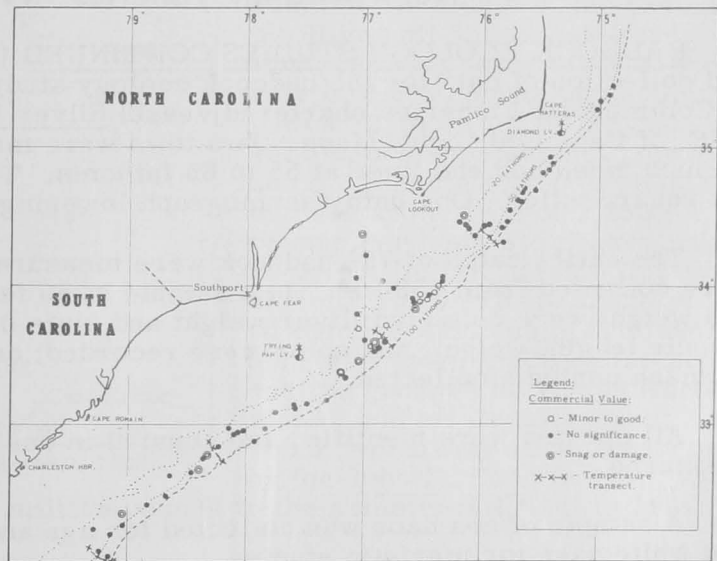 79 78 77 76 75
NORTH CAROLINA
Pamlico Sound
CAPE
HATTERAS
DIAMOND LV.
35
20 FATHOMS
CAPE
LOOKOUT
34
Southport
SOUTH
CAROLINA
CAPE FEAR
FRYING
PAN LV.
100 FATHOMS
Legend:
Commercial Value:
- Minor to good.
- No significance.
- Snag or damage.
- Temperature
transect.
33
CAPE ROMAIN
CHARLESTON HBR.